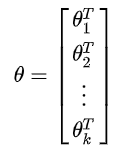 θ = [ θ₁ᵀ
θ₂ᵀ
⋮
θₖᵀ ]